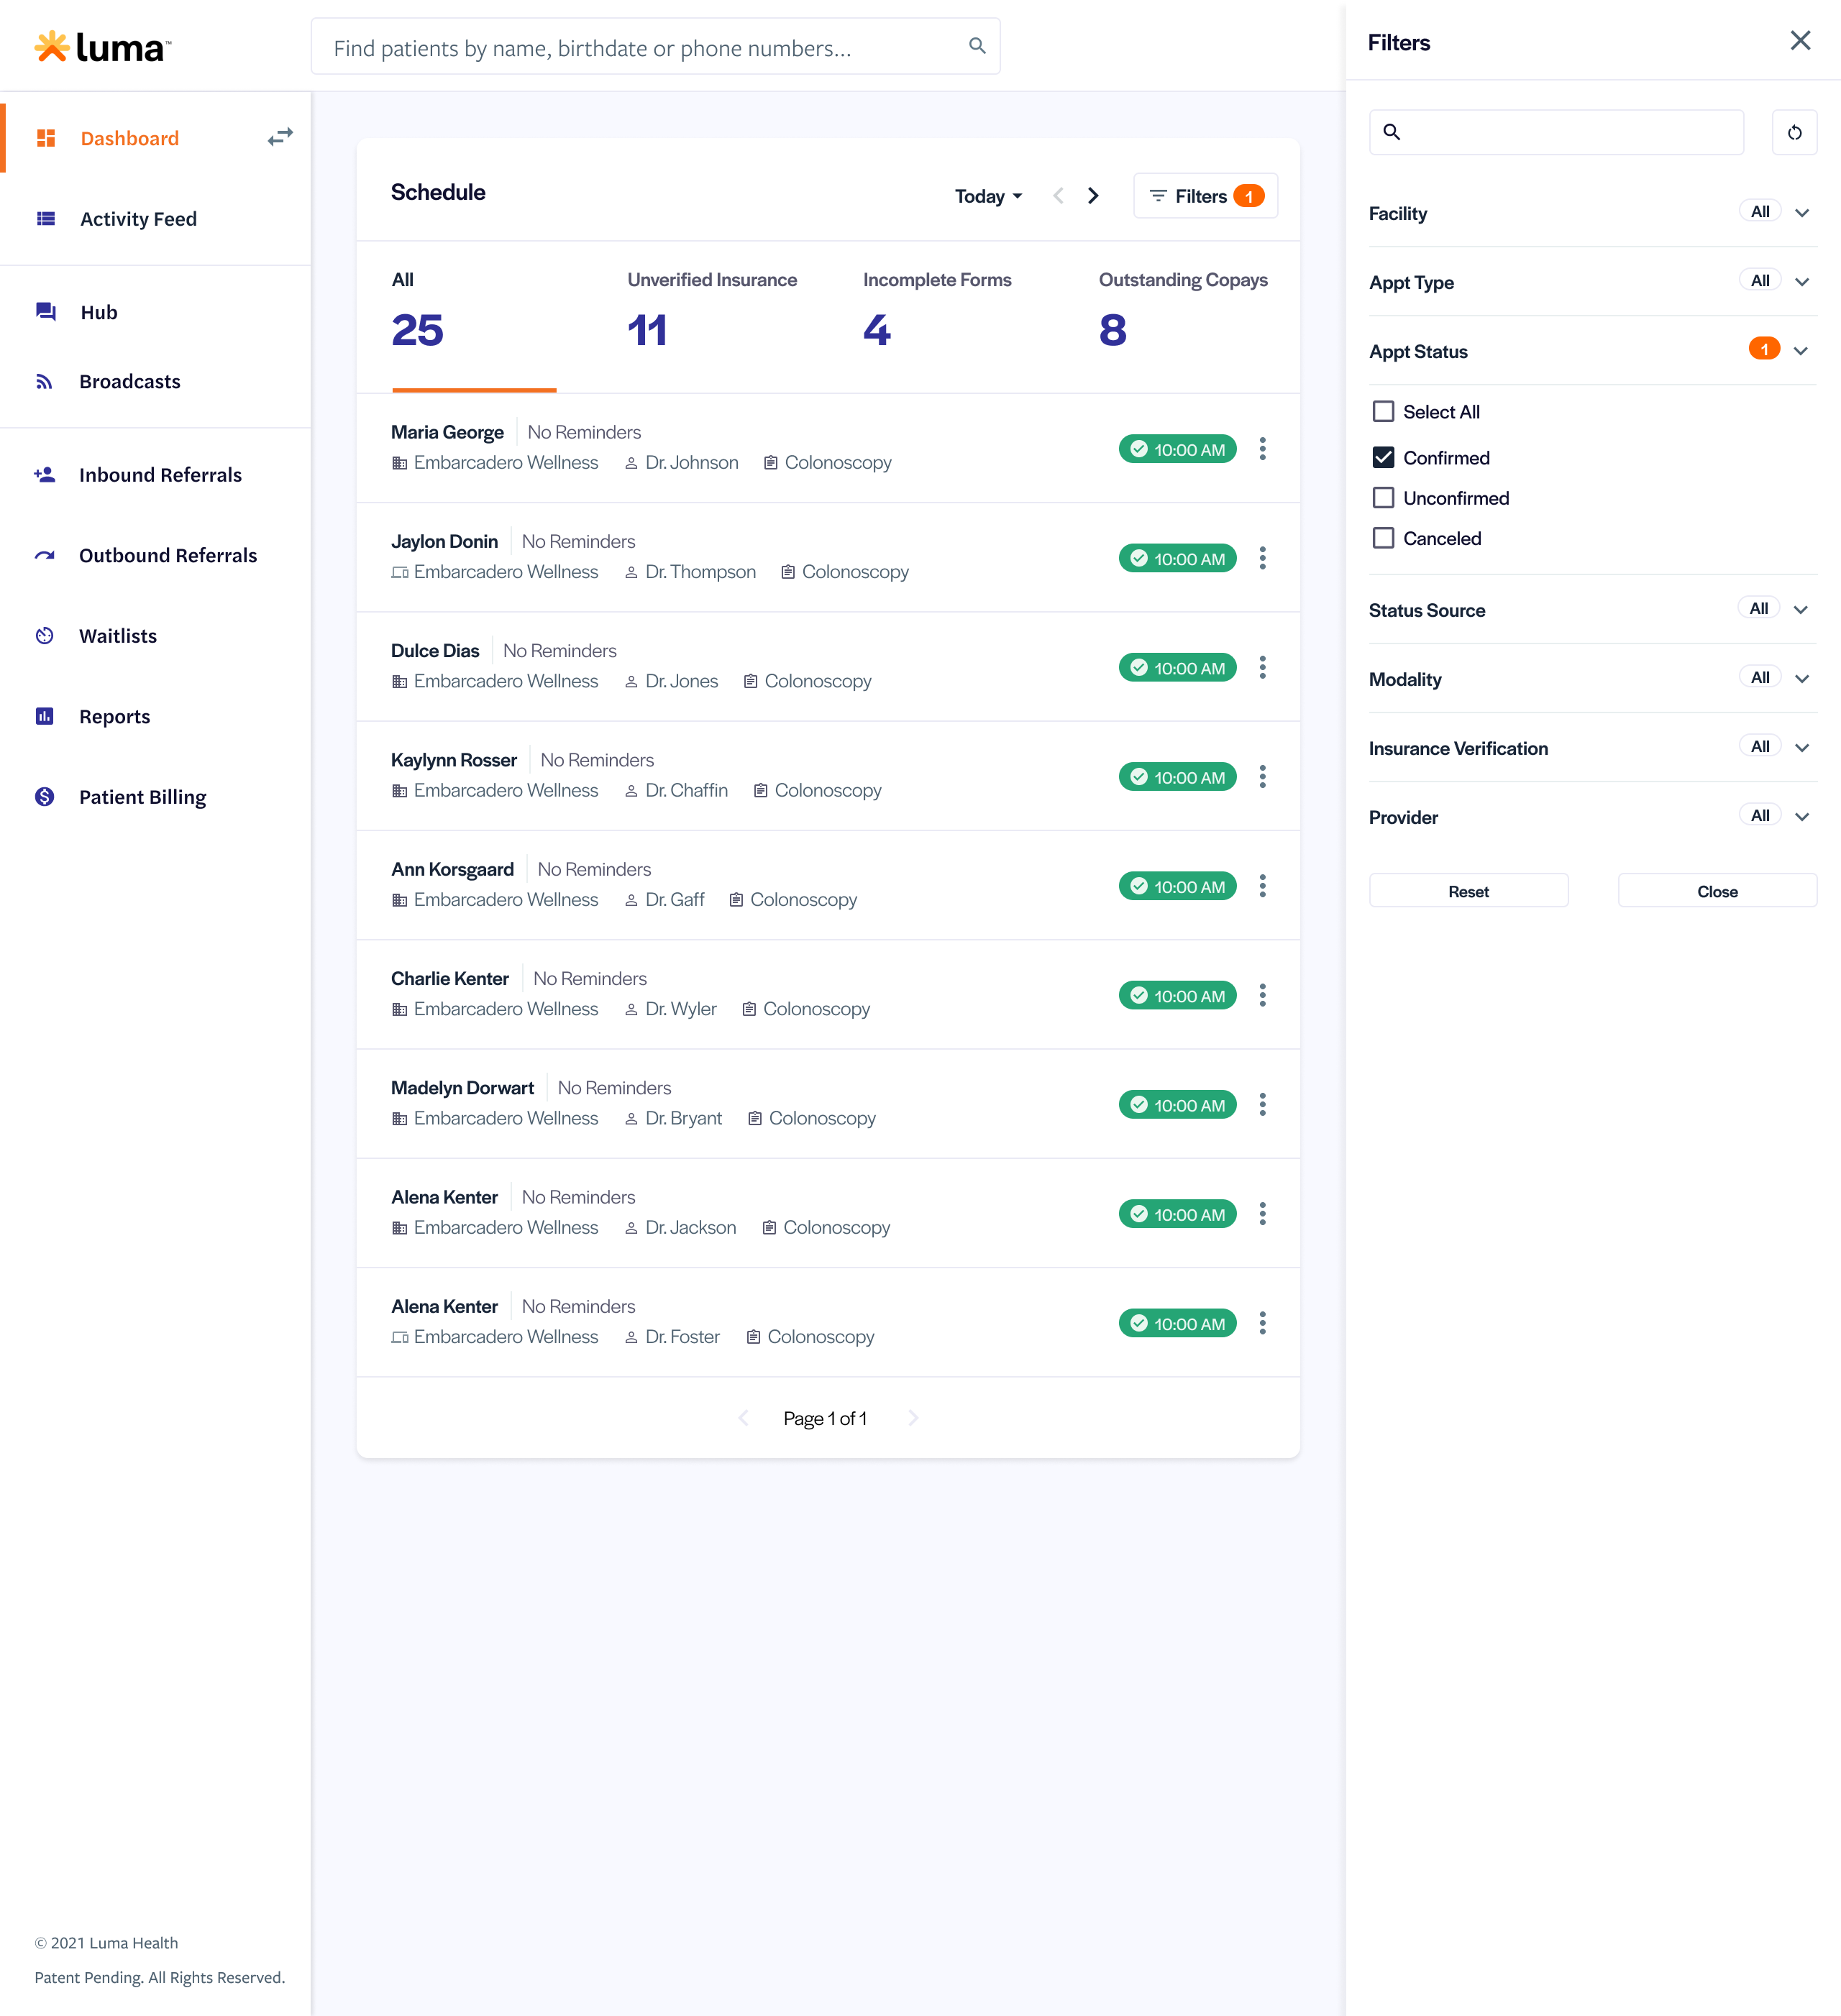 luma™
Find patients by name, birthdate or phone numbers...
Dashboard
Activity Feed
Hub
Broadcasts
Inbound Referrals
Outbound Referrals
Waitlists
Reports
Patient Billing
© 2021 Luma Health
Patent Pending. All Rights Reserved.
Schedule
Today
Filters 1
All
Unverified Insurance
Incomplete Forms
Outstanding Copays
25
11
4
8
Maria George No Reminders
Embarcadero Wellness Dr. Johnson Colonoscopy
10:00 AM
Jaylon Donin No Reminders
Embarcadero Wellness Dr. Thompson Colonoscopy
10:00 AM
Dulce Dias No Reminders
Embarcadero Wellness Dr. Jones Colonoscopy
10:00 AM
Kaylynn Rosser No Reminders
Embarcadero Wellness Dr. Chaffin Colonoscopy
10:00 AM
Ann Korsgaard No Reminders
Embarcadero Wellness Dr. Gaff Colonoscopy
10:00 AM
Charlie Kenter No Reminders
Embarcadero Wellness Dr. Wyler Colonoscopy
10:00 AM
Madelyn Dorwart No Reminders
Embarcadero Wellness Dr. Bryant Colonoscopy
10:00 AM
Alena Kenter No Reminders
Embarcadero Wellness Dr. Jackson Colonoscopy
10:00 AM
Alena Kenter No Reminders
Embarcadero Wellness Dr. Foster Colonoscopy
10:00 AM
Page 1 of 1
Filters
Facility All
Appt Type All
Appt Status 1
Select All
Confirmed
Unconfirmed
Canceled
Status Source All
Modality All
Insurance Verification All
Provider All
Reset
Close